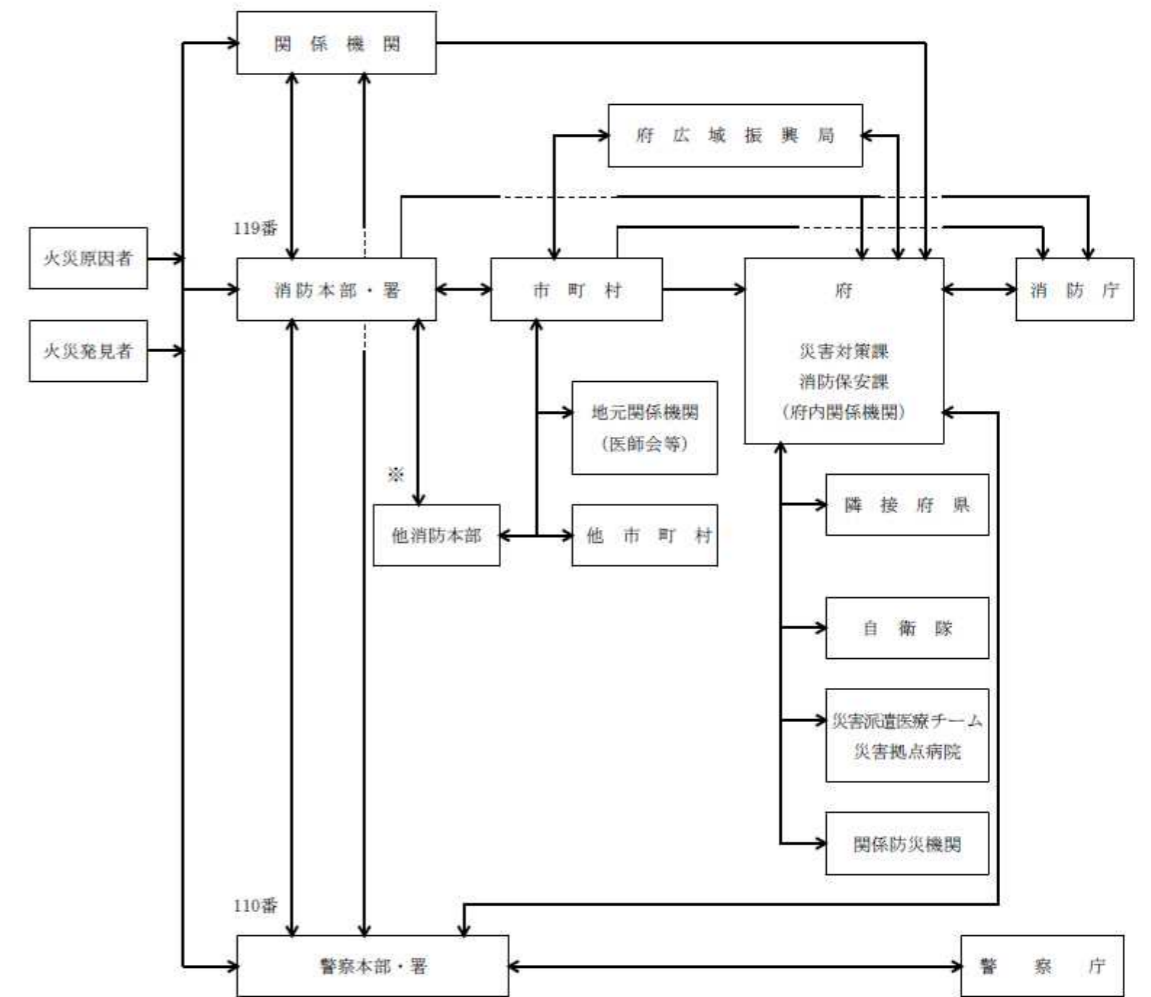 関係機関
府広域振興局
119番
火災原因者
消防本部・署
市町村
府
消防庁
火災発見者
災害対策課
消防保安課
（府内関係機関）
地元関係機関
（医師会等）
※
隣接府県
他消防本部
他市町村
自衛隊
災害派遣医療チーム
災害拠点病院
関係防災機関
110番
警察本部・署
警察庁